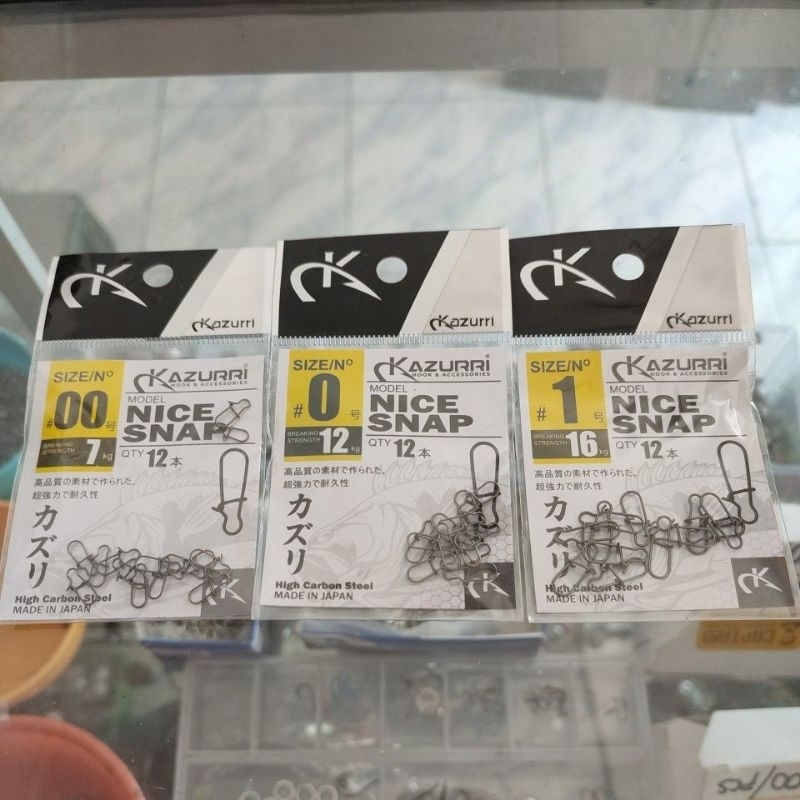 Kazurri
SIZE/Nº
#00号
BREAKING STRENGTH 7kg
KAZURRI
HOOK & ACCESSORIES
MODEL
NICE
SNAP
QTY 12本
高品質の素材で作られた、
超強力で耐久性
カズリ
High Carbon Steel
MADE IN JAPAN
Kazurri
SIZE/Nº
#0号
BREAKING STRENGTH 12kg
KAZURRI
HOOK & ACCESSORIES
MODEL
NICE
SNAP
QTY 12本
高品質の素材で作られた、
超強力で耐久性
カズリ
High Carbon Steel
MADE IN JAPAN
Kazurri
SIZE/Nº
#1号
BREAKING STRENGTH 16kg
KAZURRI
HOOK & ACCESSORIES
MODEL
NICE
SNAP
QTY 12本
高品質の素材で作られた、
超強力で耐久性
カズリ
High Carbon Steel
MADE IN JAPAN
CAPTAIN